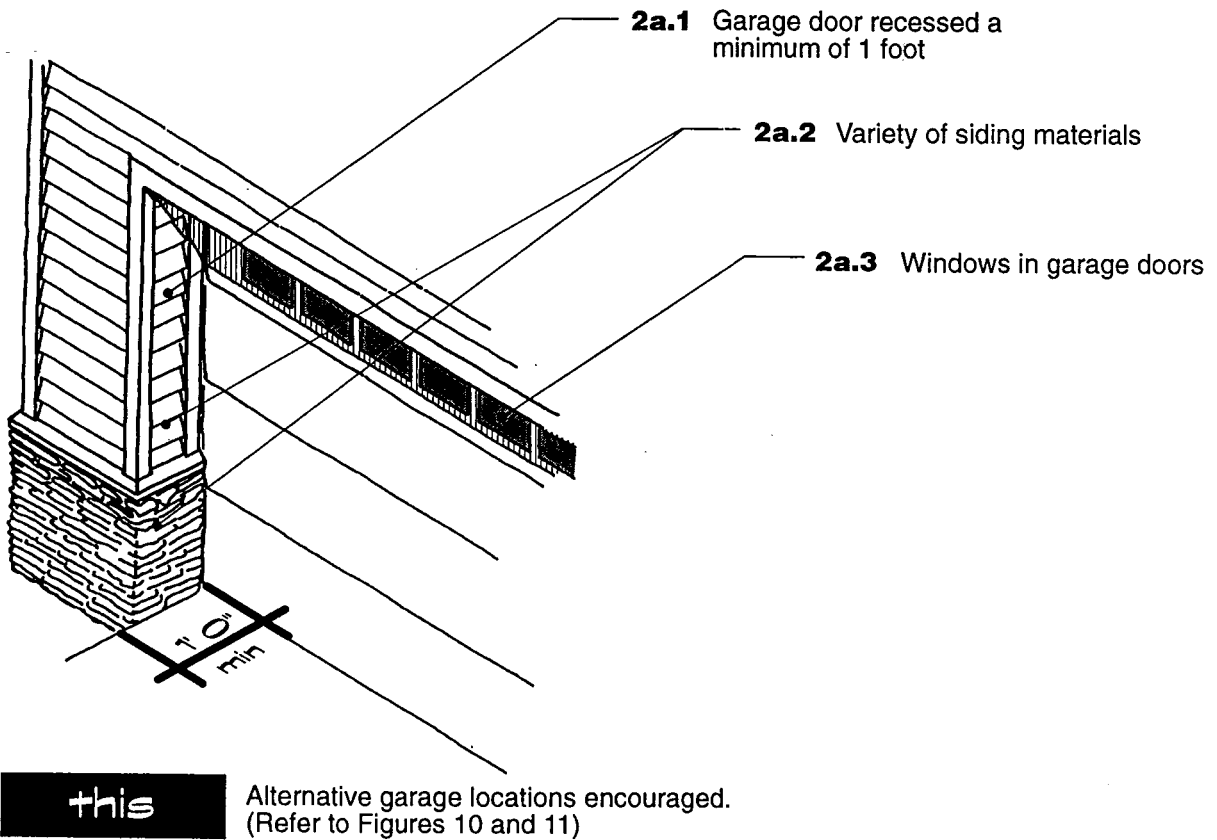 2a.1 Garage door recessed a
minimum of 1 foot
2a.2 Variety of siding materials
2a.3 Windows in garage doors
1' 0"
min
this
Alternative garage locations encouraged.
(Refer to Figures 10 and 11)